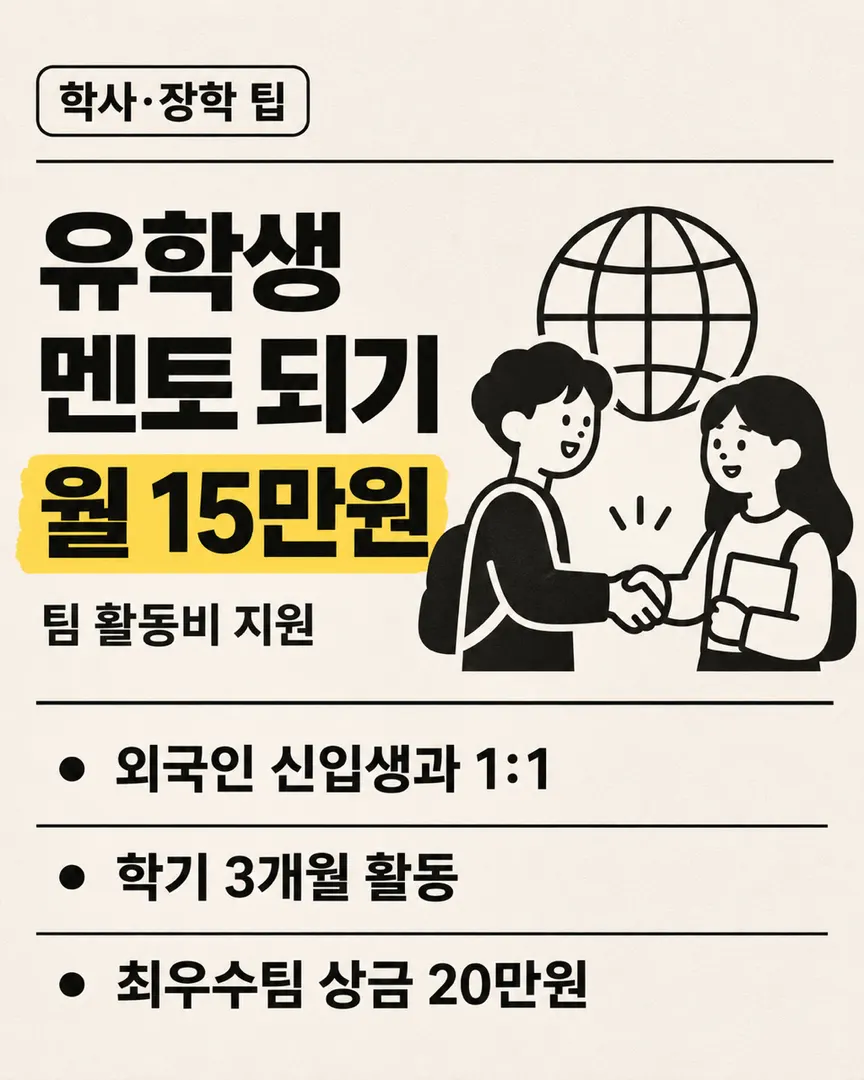 학사·장학 팁
유학생
멘토 되기
월 15만원
팀 활동비 지원
● 외국인 신입생과 1:1
● 학기 3개월 활동
● 최우수팀 상금 20만원